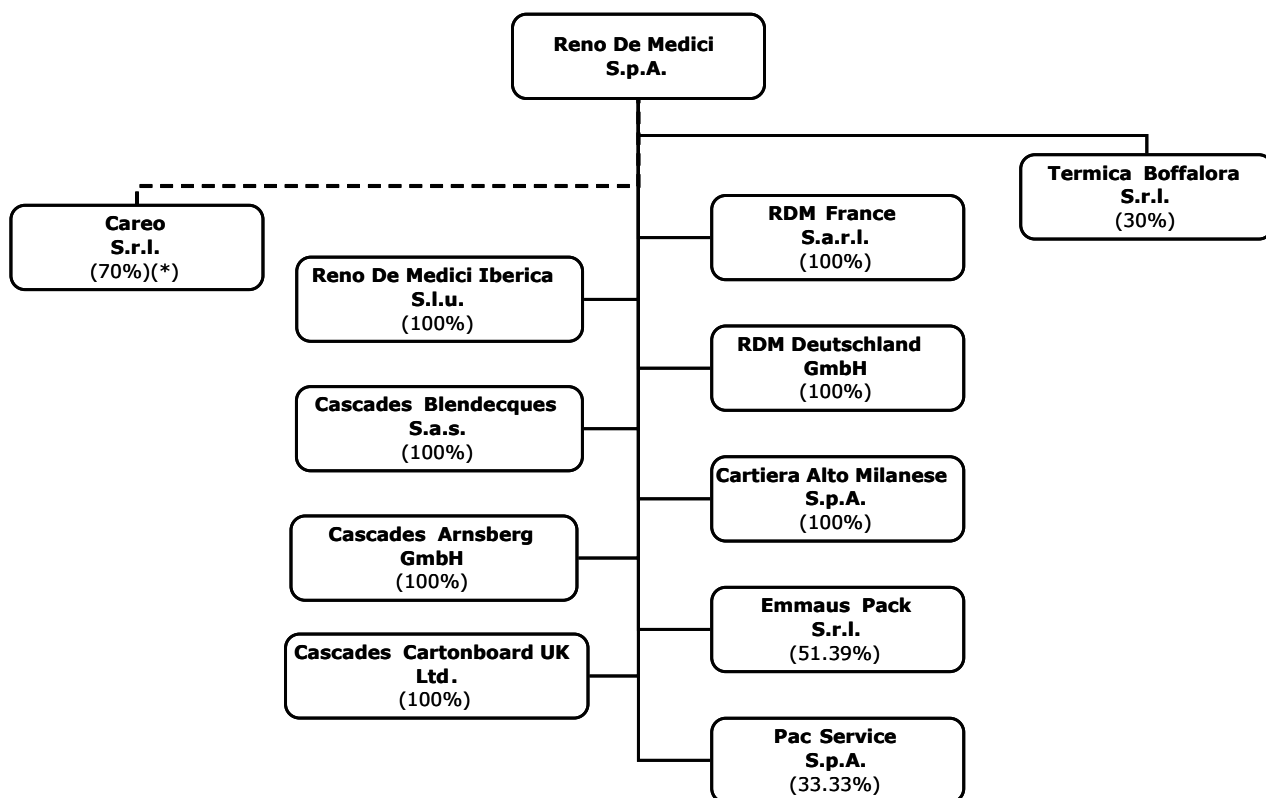 Reno De Medici
S.p.A.
Termica Boffalora
S.r.l.
(30%)
Careo
S.r.l.
(70%)(*)
RDM France
S.a.r.l.
(100%)
Reno De Medici Iberica
S.l.u.
(100%)
RDM Deutschland
GmbH
(100%)
Cascades Blendecques
S.a.s.
(100%)
Cartiera Alto Milanese
S.p.A.
(100%)
Cascades Arnsberg
GmbH
(100%)
Emmaus Pack
S.r.l.
(51.39%)
Cascades Cartonboard UK
Ltd.
(100%)
Pac Service
S.p.A.
(33.33%)